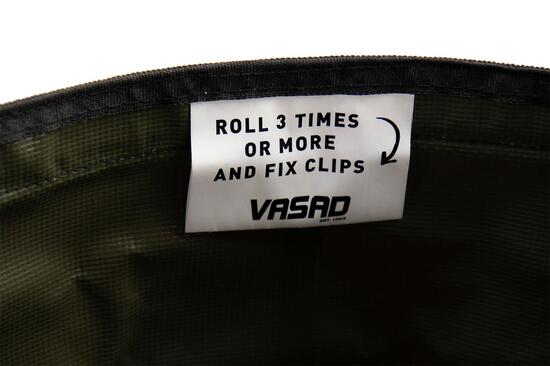 ROLL 3 TIMES
OR MORE
AND FIX CLIPS
VASAD